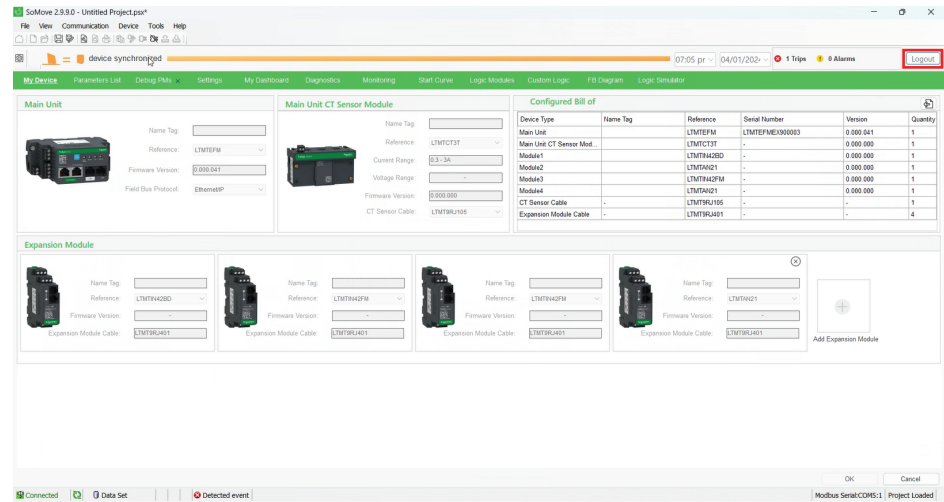 SoMove 2.9.9.0 - Untitled Project.psx*
File View Communication Device Tools Help
device synchronized
07:05 pr
04/01/202
1 Trips
0 Alarms
Logout
My Device Parameters List Debug PMs x Settings My Dashboard Diagnostics Monitoring Start Curve Logic Modules Custom Logic FB Diagram Logic Simulator
Main Unit
Name Tag:
Reference: LTMTEFM
Firmware Version: 0.000.041
Field Bus Protocol: Ethernet/IP
Main Unit CT Sensor Module
Name Tag:
Reference: LTMTCT3T
Current Range: 0.3 - 3A
Voltage Range: -
Firmware Version: 0.000.000
CT Sensor Cable: LTMT9RJ105
Configured Bill of
Device Type Name Tag Reference Serial Number Version Quantity
Main Unit LTMTEFM LTMTEFMEX900003 0.000.041 1
Main Unit CT Sensor Mod... LTMTCT3T - 0.000.000 1
Module1 LTMTIN42BD - 0.000.000 1
Module2 LTMTAN21 - 0.000.000 1
Module3 LTMTIN42FM - 0.000.000 1
Module4 LTMTAN21 - 0.000.000 1
CT Sensor Cable - LTMT9RJ105 - - 1
Expansion Module Cable - LTMT9RJ401 - - 4
Expansion Module
Name Tag:
Reference: LTMTIN42BD
Firmware Version: -
Expansion Module Cable: LTMT9RJ401
Name Tag:
Reference: LTMTIN42FM
Firmware Version: -
Expansion Module Cable: LTMT9RJ401
Name Tag:
Reference: LTMTIN42FM
Firmware Version: -
Expansion Module Cable: LTMT9RJ401
Name Tag:
Reference: LTMTAN21
Firmware Version: -
Expansion Module Cable: LTMT9RJ401
Add Expansion Module
OK Cancel
Connected Data Set Detected event Modbus Serial:COM5:1 Project Loaded